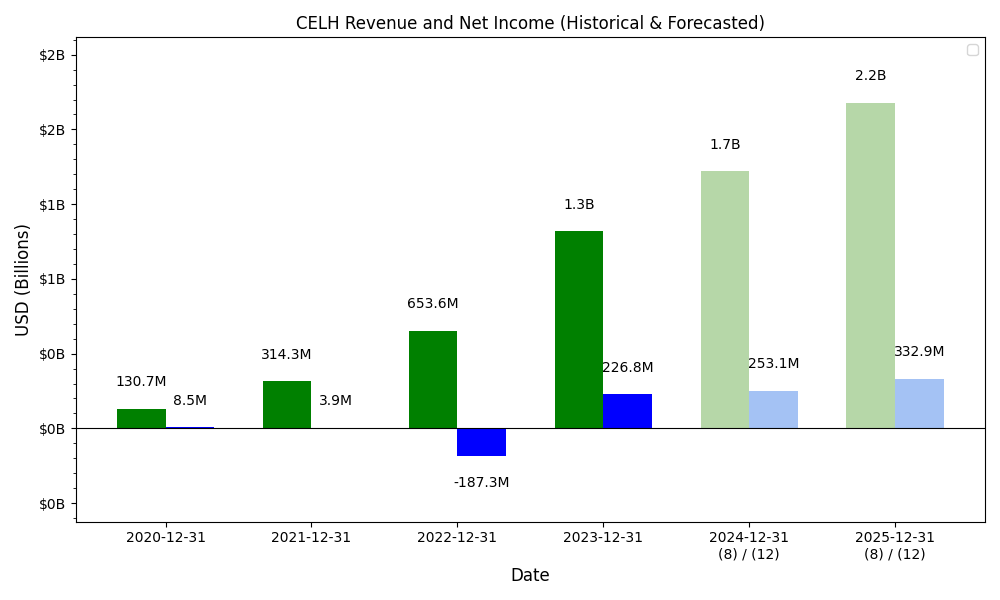 CELH Revenue and Net Income (Historical & Forecasted)
$2B
2.2B
$2B
1.7B
$1B
1.3B
$1B
653.6M
$0B
314.3M
226.8M
253.1M
332.9M
130.7M
8.5M
3.9M
$0B
-187.3M
$0B
USD (Billions)
2020-12-31
2021-12-31
2022-12-31
2023-12-31
2024-12-31
(8) / (12)
2025-12-31
(8) / (12)
Date